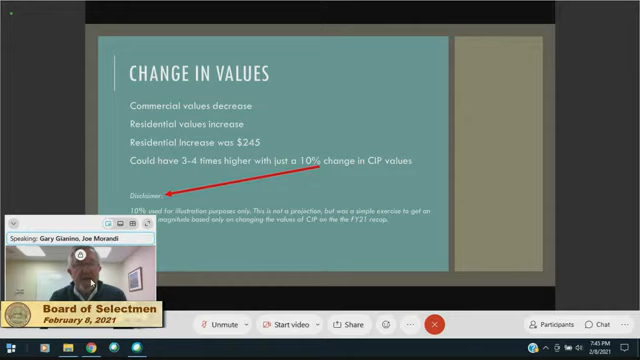 CHANGE IN VALUES
Commercial values decrease
Residential values increase
Residential Increase was $245
Could have 3-4 times higher with just a 10% change in CIP values
Disclaimer:
10% used for illustration purposes only. This is not a projection, but was a simple exercise to get an
magnitude based only on changing the values of CIP on the the FY21 recap.
Speaking: Gary Gianino, Joe Morandi
Board of Selectmen
February 8, 2021
Unmute
Start video
Share
Participants
Chat
7:45 PM
2/8/2021